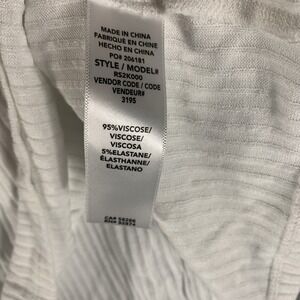 MADE IN CHINA
FABRIQUE EN CHINE
HECHO EN CHINA
PO# 206181
STYLE / MODEL#
RS2K000
VENDOR CODE / CODE
VENDEUR#
3195
95%VISCOSE/
VISCOSE/
VISCOSA
5%ELASTANE/
ÉLASTHANNE/
ELASTANO